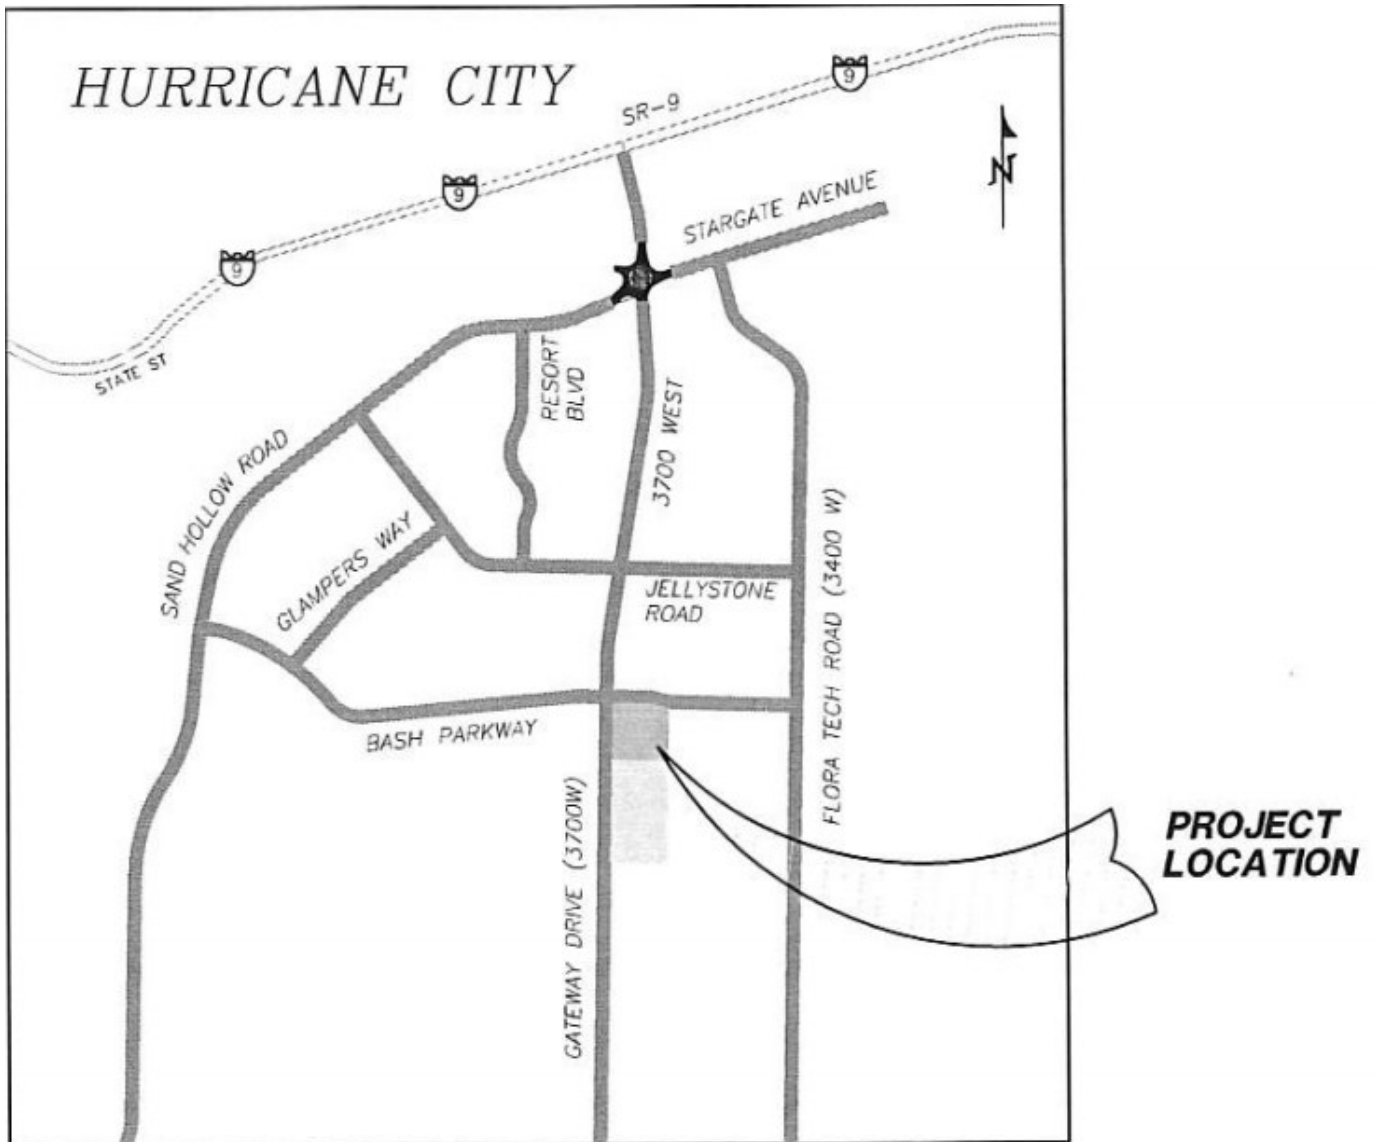 HURRICANE CITY
SR-9
9
9
9
N
STARGATE AVENUE
STATE ST
RESORT
BLVD
3700 WEST
SAND HOLLOW ROAD
GLAMPERS WAY
JELLYSTONE
ROAD
FLORA TECH ROAD (3400 W)
BASH PARKWAY
GATEWAY DRIVE (3700W)
PROJECT
LOCATION